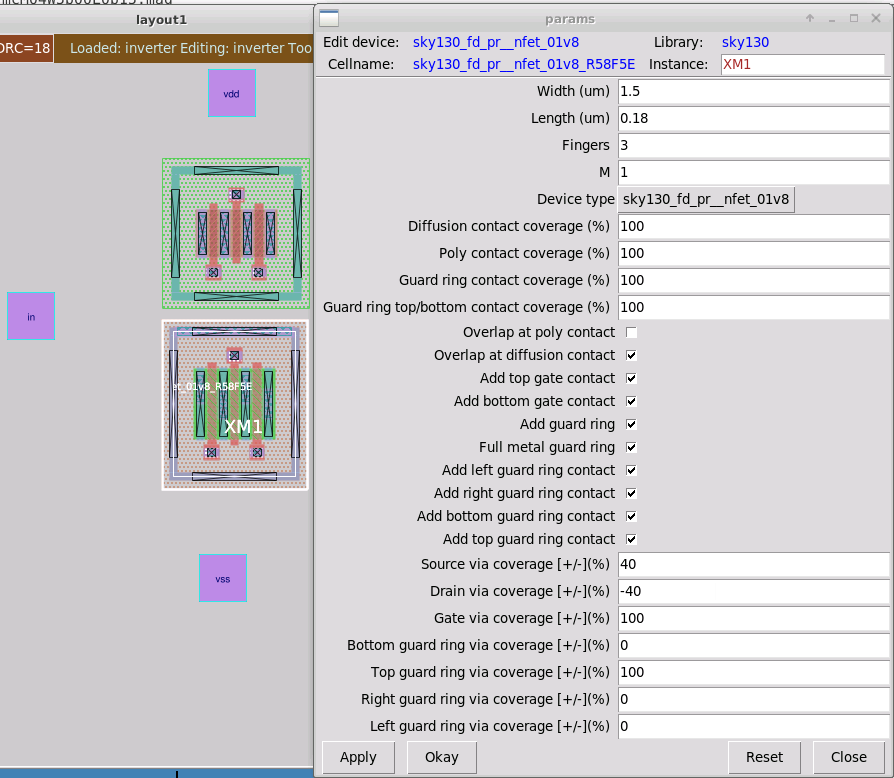 layout1
DRC=18 Loaded: inverter Editing: inverter Too
vdd
in
01v8_R58F5E
XM1
vss
params
Edit device: sky130_fd_pr__nfet_01v8 Library: sky130
Cellname: sky130_fd_pr__nfet_01v8_R58F5E Instance: XM1
Width (um) 1.5
Length (um) 0.18
Fingers 3
M 1
Device type sky130_fd_pr__nfet_01v8
Diffusion contact coverage (%) 100
Poly contact coverage (%) 100
Guard ring contact coverage (%) 100
Guard ring top/bottom contact coverage (%) 100
Overlap at poly contact
Overlap at diffusion contact
Add top gate contact
Add bottom gate contact
Add guard ring
Full metal guard ring
Add left guard ring contact
Add right guard ring contact
Add bottom guard ring contact
Add top guard ring contact
Source via coverage [+/-](%) 40
Drain via coverage [+/-](%) -40
Gate via coverage [+/-](%) 100
Bottom guard ring via coverage [+/-](%) 0
Top guard ring via coverage [+/-](%) 100
Right guard ring via coverage [+/-](%) 0
Left guard ring via coverage [+/-](%) 0
Apply Okay Reset Close